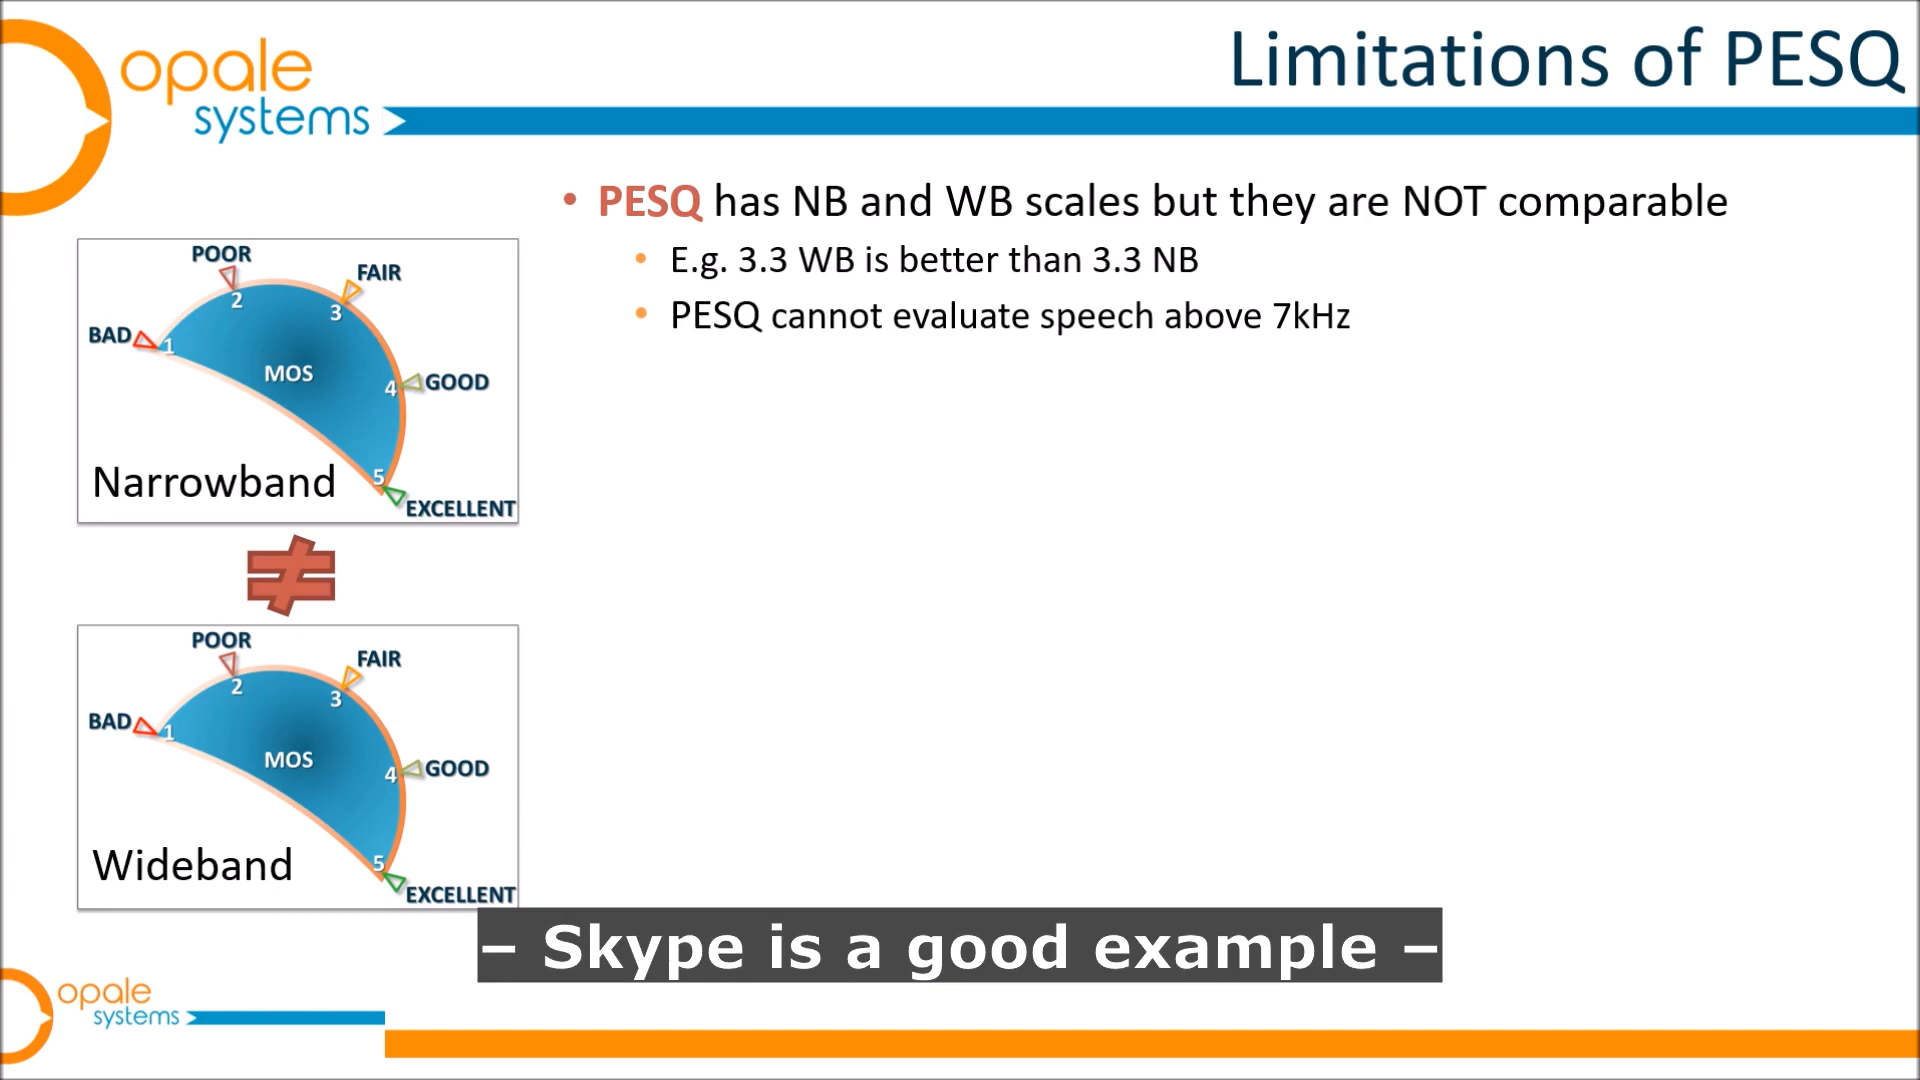 opale
systems
Limitations of PESQ
• PESQ has NB and WB scales but they are NOT comparable
• E.g. 3.3 WB is better than 3.3 NB
• PESQ cannot evaluate speech above 7kHz
POOR
FAIR
2
3
BAD
1
MOS
4
GOOD
Narrowband
5
EXCELLENT
≠
POOR
FAIR
2
3
BAD
1
MOS
4
GOOD
Wideband
5
EXCELLENT
– Skype is a good example –
opale
systems